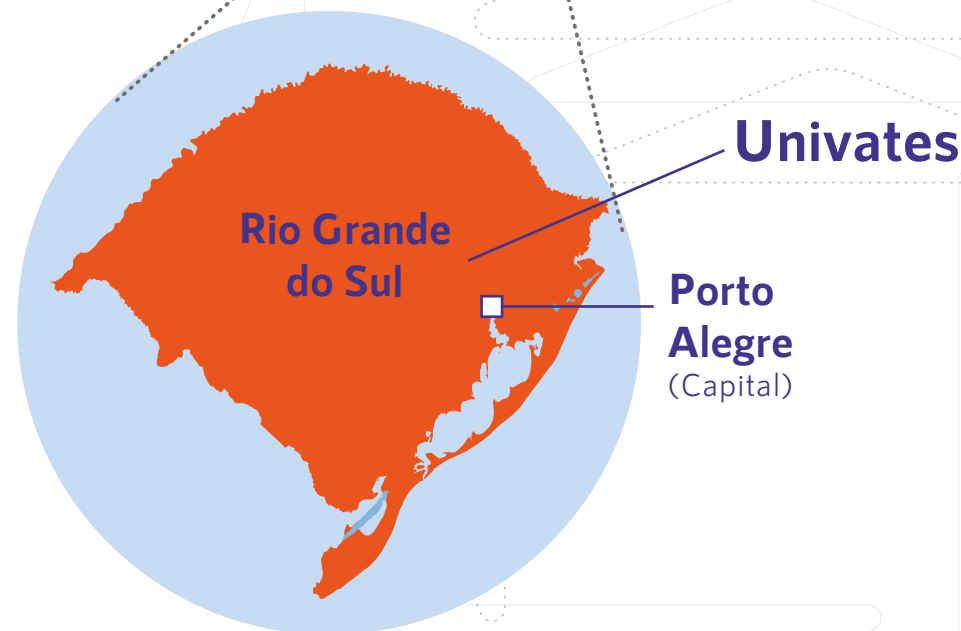 Univates
Rio Grande
do Sul
Porto
Alegre
(Capital)